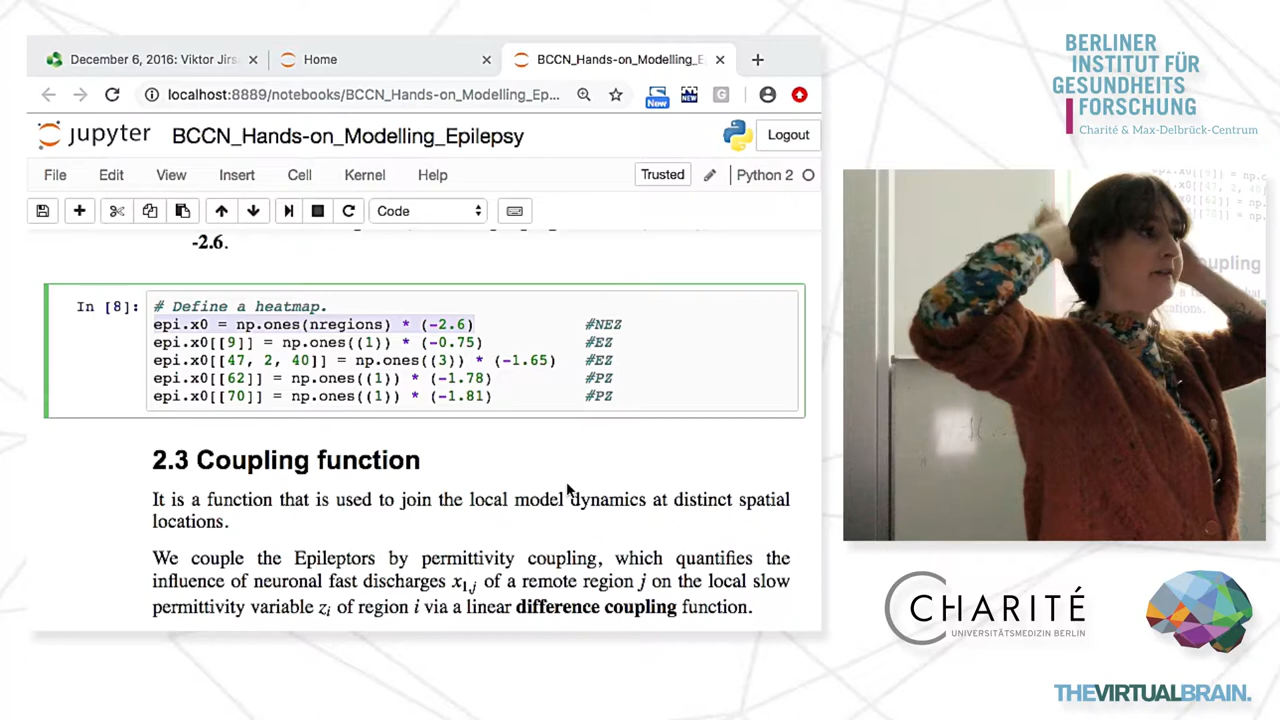 December 6, 2016: Viktor Jirs
Home
BCCN_Hands-on_Modelling_E
localhost:8889/notebooks/BCCN_Hands-on_Modelling_Ep...
New
NEW
G
jupyter BCCN_Hands-on_Modelling_Epilepsy
Logout
File Edit View Insert Cell Kernel Help
Trusted
Python 2
Code
-2.6.
In [8]:
# Define a heatmap.
epi.x0 = np.ones(nregions) * (-2.6) #NEZ
epi.x0[[9]] = np.ones((1)) * (-0.75) #EZ
epi.x0[[47, 2, 40]] = np.ones((3)) * (-1.65) #EZ
epi.x0[[62]] = np.ones((1)) * (-1.78) #PZ
epi.x0[[70]] = np.ones((1)) * (-1.81) #PZ
2.3 Coupling function
It is a function that is used to join the local model dynamics at distinct spatial
locations.
We couple the Epileptors by permittivity coupling, which quantifies the
influence of neuronal fast discharges x1,j of a remote region j on the local slow
permittivity variable zi of region i via a linear difference coupling function.
BERLINER
INSTITUT FÜR
GESUNDHEITS
FORSCHUNG
Charité & Max-Delbrück-Centrum
CHARITÉ
UNIVERSITÄTSMEDIZIN BERLIN
THEVIRTUALBRAIN.